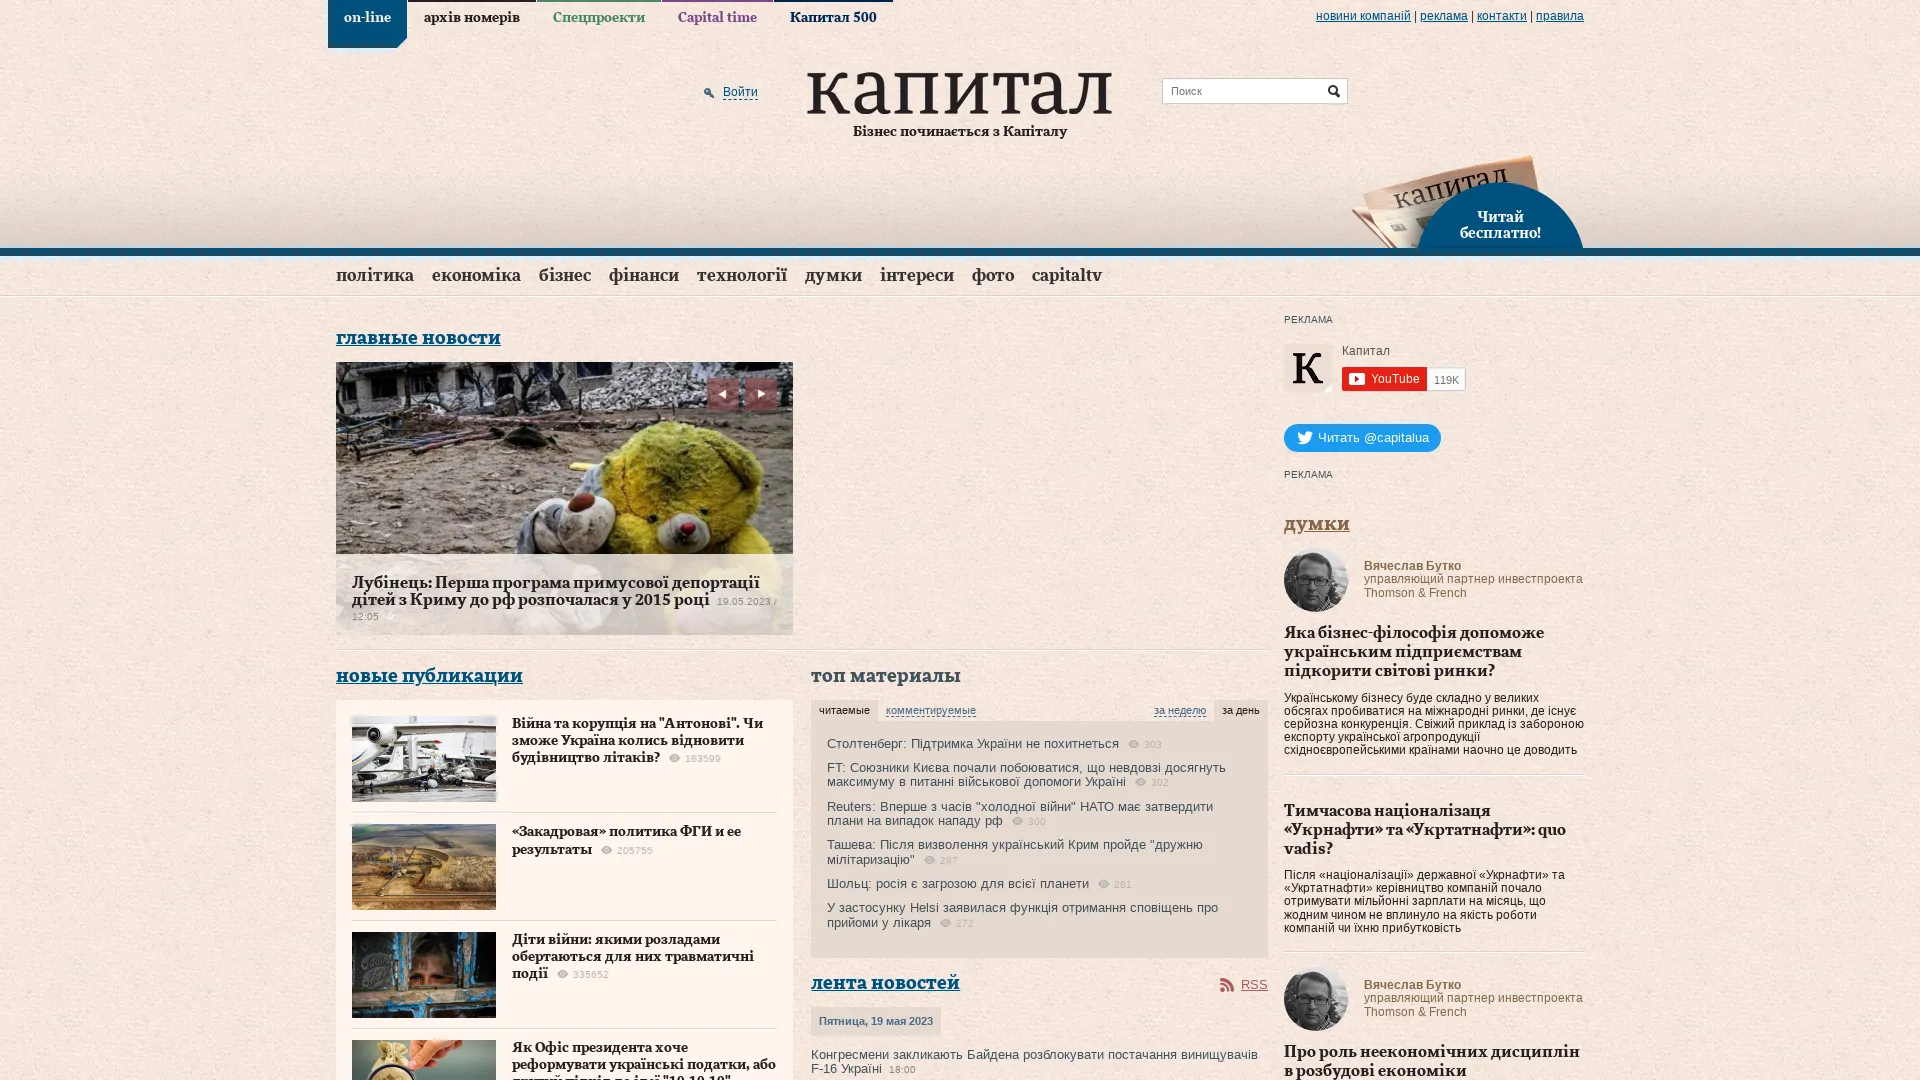 on-line
архів номерів
Спецпроекти
Capital time
Капитал 500
новини компаній | реклама | контакти | правила
Войти
капитал
Бізнес починається з Капіталу
Поиск
капитал
Читай
бесплатно!
політика
економіка
бізнес
фінанси
технології
думки
інтереси
фото
capitaltv
главные новости
Лубінець: Перша програма примусової депортації
дітей з Криму до рф розпочалася у 2015 році 19.05.2023 /
12:05
новые публикации
Війна та корупція на "Антонові". Чи
зможе Україна колись відновити
будівництво літаків? 183599
«Закадровая» политика ФГИ и ее
результаты 205755
Діти війни: якими розладами
обертаються для них травматичні
події 335652
Як Офіс президента хоче
реформувати українські податки, або
топ материалы
читаемые
комментируемые
за неделю
за день
Столтенберг: Підтримка України не похитнеться 303
FT: Союзники Києва почали побоюватися, що невдовзі досягнуть
максимуму в питанні військової допомоги Україні 302
Reuters: Вперше з часів "холодної війни" НАТО має затвердити
плани на випадок нападу рф 300
Ташева: Після визволення український Крим пройде "дружню
мілітаризацію" 287
Шольц: росія є загрозою для всієї планети 281
У застосунку Helsi заявилася функція отримання сповіщень про
прийоми у лікаря 272
лента новостей
RSS
Пятница, 19 мая 2023
Конгресмени закликають Байдена розблокувати постачання винищувачів
F-16 Україні 18:00
РЕКЛАМА
К
Капитал
YouTube 119K
Читать @capitalua
РЕКЛАМА
думки
Вячеслав Бутко
управляющий партнер инвестпроекта
Thomson & French
Яка бізнес-філософія допоможе
українським підприємствам
підкорити світові ринки?
Українському бізнесу буде складно у великих
обсягах пробиватися на міжнародні ринки, де існує
серйозна конкуренція. Свіжий приклад із забороною
експорту української агропродукції
східноєвропейськими країнами наочно це доводить
Тимчасова націоналізаця
«Укрнафти» та «Укртатнафти»: quo
vadis?
Після «націоналізації» державної «Укрнафти» та
«Укртатнафти» керівництво компаній почало
отримувати мільйонні зарплати на місяць, що
жодним чином не вплинуло на якість роботи
компаній чи їхню прибутковість
Вячеслав Бутко
управляющий партнер инвестпроекта
Thomson & French
Про роль неекономічних дисциплін
в розбудові економіки